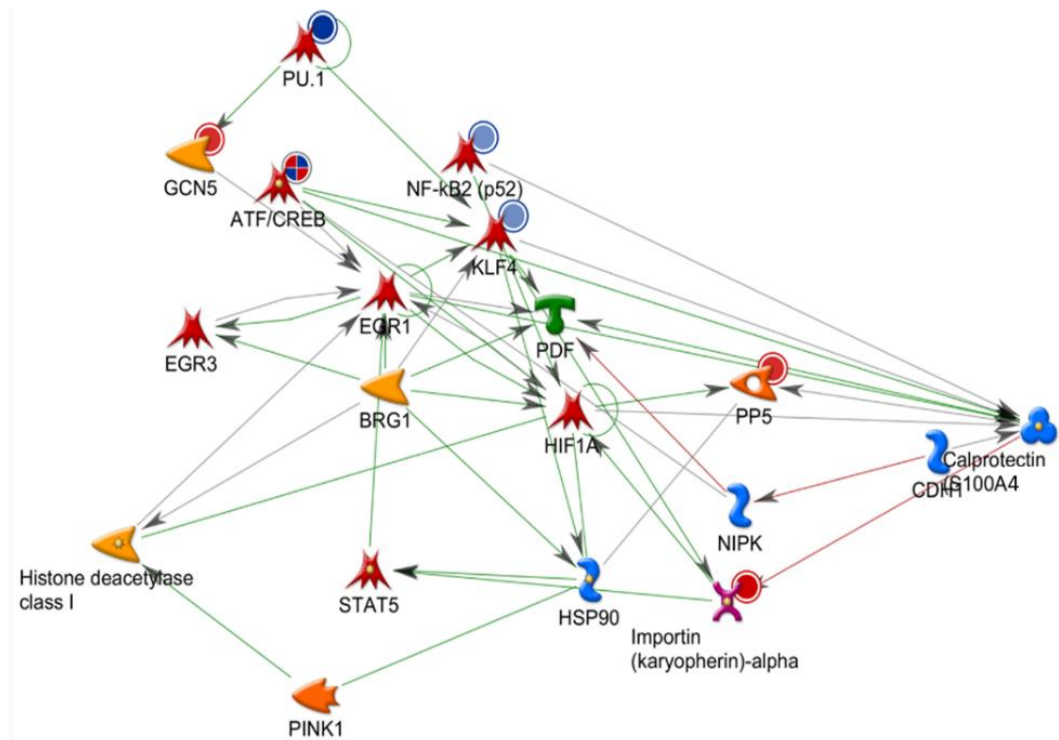 PU.1
GCN5
NF-kB2 (p52)
ATF/CREB
KLF4
EGR1
EGR3
PDF
BRG1
PP5
HIF1A
Calprotectin
S100A4
CDH1
NIPK
Histone deacetylase
class I
STAT5
HSP90
Importin
(karyopherin)-alpha
PINK1